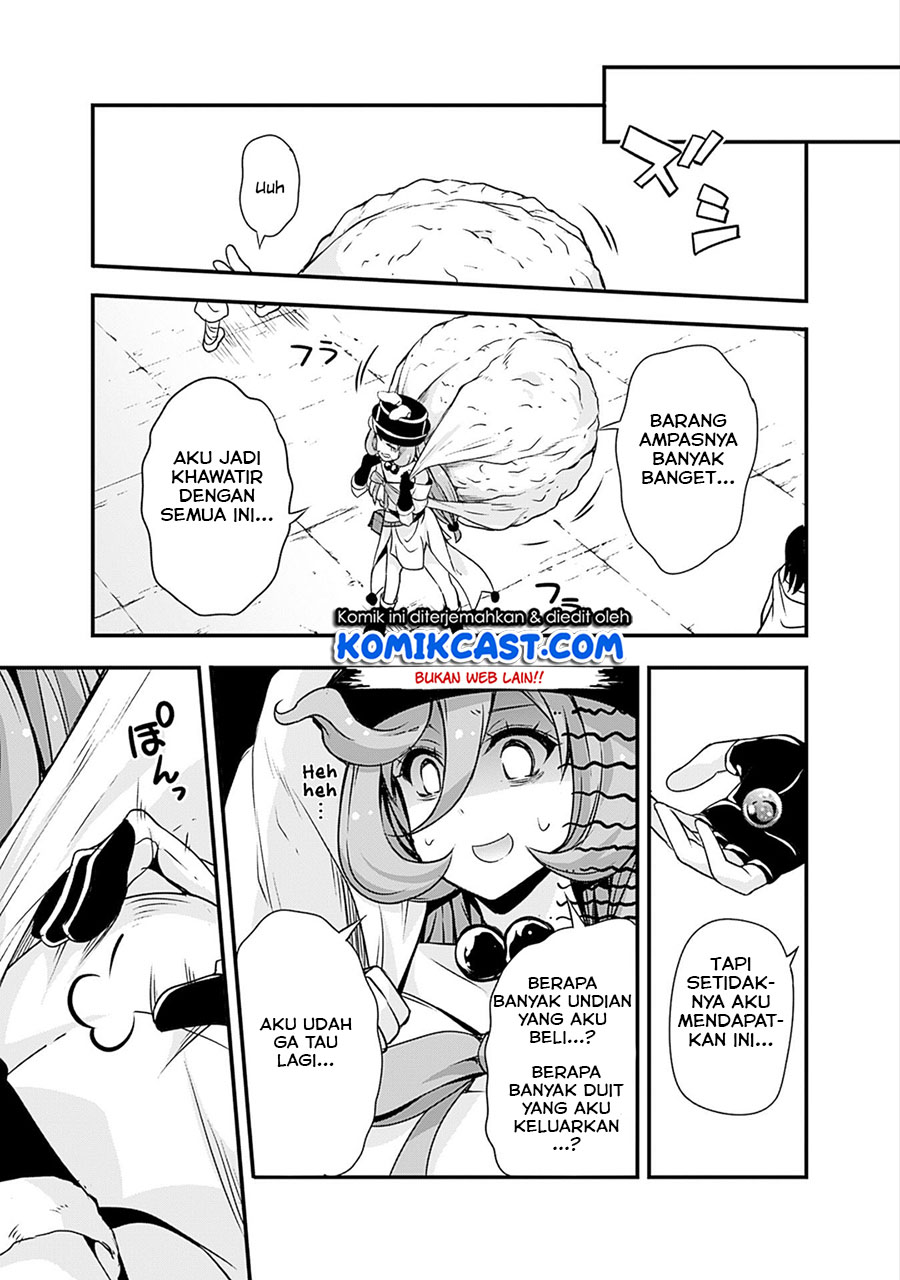 ズ
ズ
ン
Uuh
フラ
BARANG
AMPASNYA
BANYAK
BANGET...
AKU JADI
KHAWATIR
DENGAN
SEMUA INI...
フラ
Komik ini diterjemahkan & diedit oleh
KOMIKCAST.COM
BUKAN WEB LAIN!!
TAPI
SETIDAK-
NYA AKU
MENDAPAT-
KAN INI...
Heh
heh
...
BERAPA
BANYAK UNDIAN
YANG AKU
BELI...?
BERAPA
BANYAK DUIT
YANG AKU
KELUARKAN
...?
AKU UDAH
GA TAU
LAGI...
ぽんっ